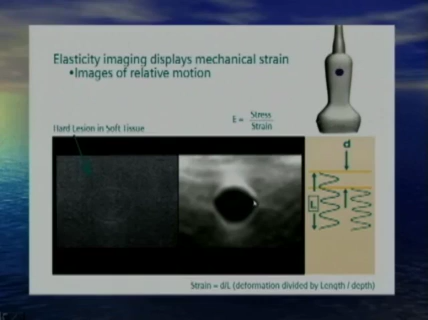 Elasticity imaging displays mechanical strain
•Images of relative motion
E = Stress
Strain
Hard Lesion in Soft Tissue
d
L
Strain = d/L (deformation divided by Length / depth)